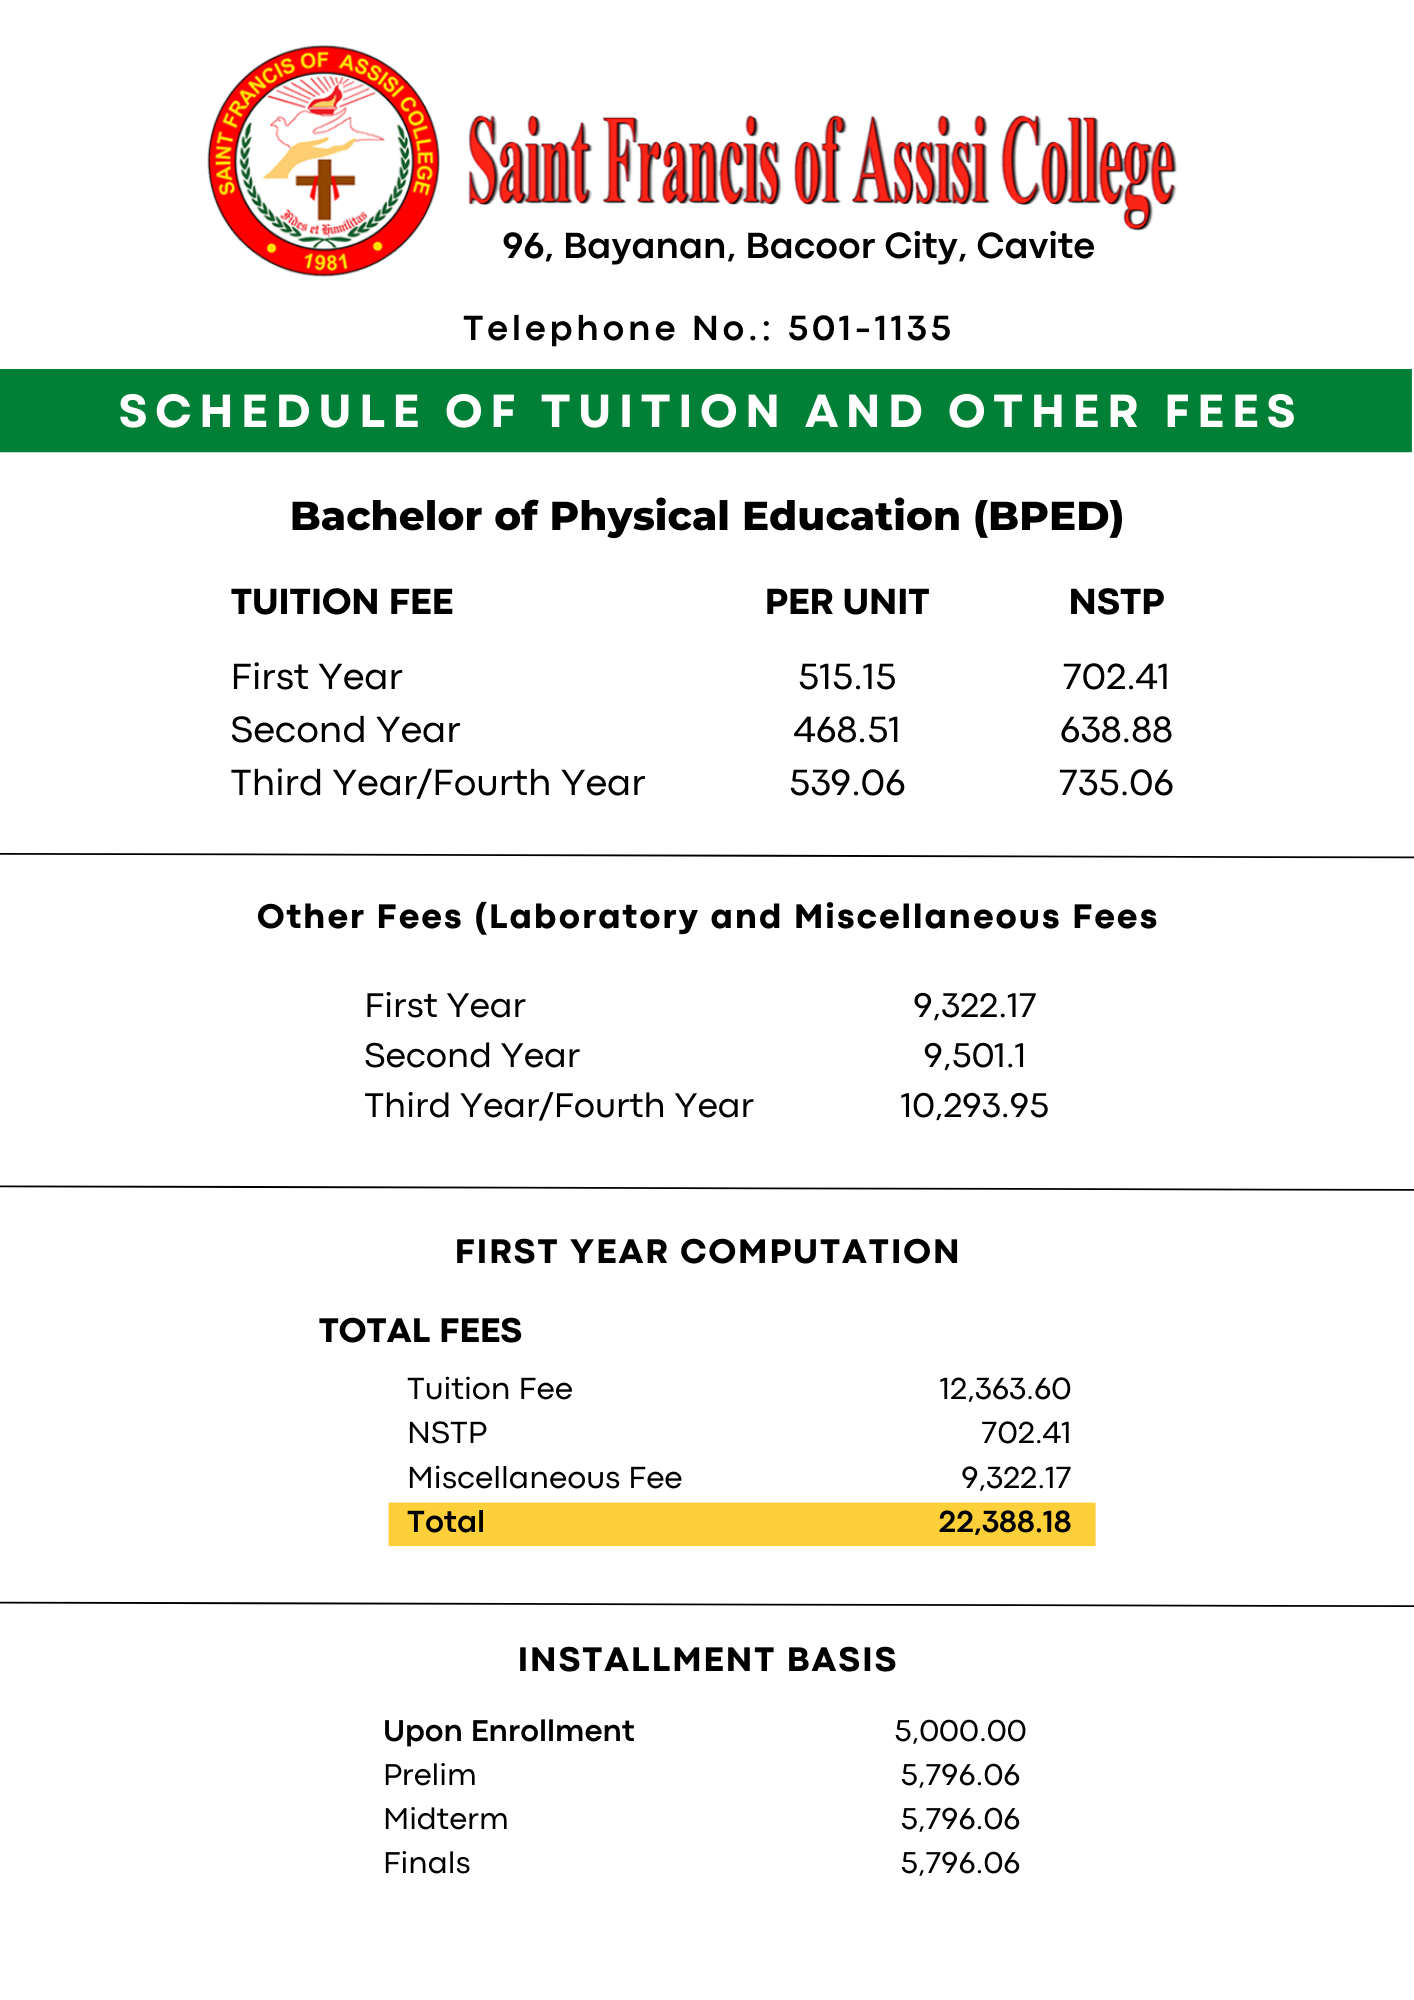 SAINT FRANCIS OF ASSISI COLLEGE
Fides et Humilitas
1981
Saint Francis of Assisi College
96, Bayanan, Bacoor City, Cavite
Telephone No.: 501-1135
SCHEDULE OF TUITION AND OTHER FEES
Bachelor of Physical Education (BPED)
TUITION FEE PER UNIT NSTP
First Year 515.15 702.41
Second Year 468.51 638.88
Third Year/Fourth Year 539.06 735.06
Other Fees (Laboratory and Miscellaneous Fees
First Year 9,322.17
Second Year 9,501.1
Third Year/Fourth Year 10,293.95
FIRST YEAR COMPUTATION
TOTAL FEES
Tuition Fee 12,363.60
NSTP 702.41
Miscellaneous Fee 9,322.17
Total 22,388.18
INSTALLMENT BASIS
Upon Enrollment 5,000.00
Prelim 5,796.06
Midterm 5,796.06
Finals 5,796.06